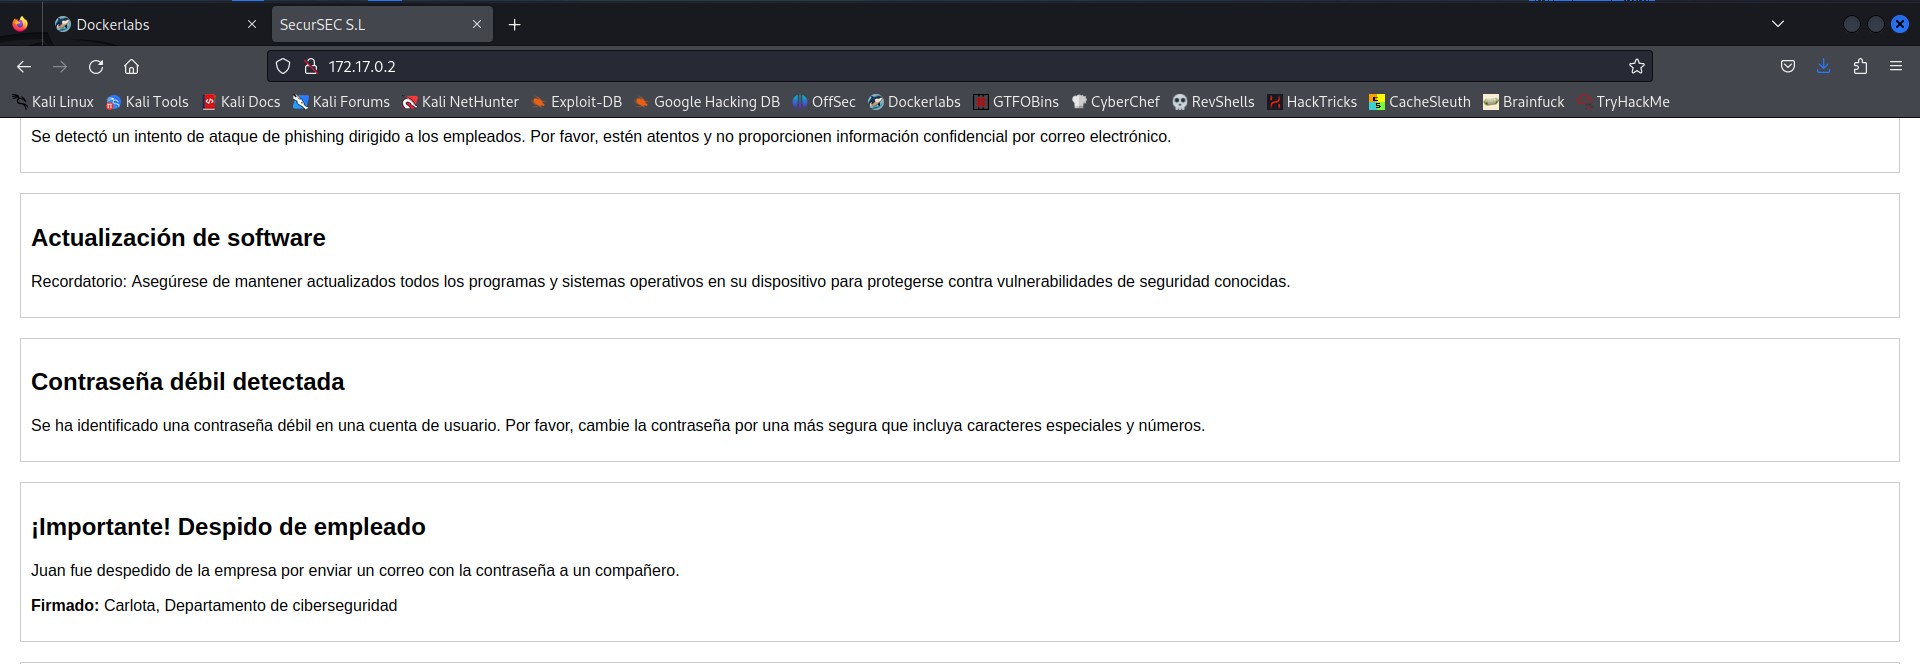 Dockerlabs
SecurSEC S.L
172.17.0.2
Kali Linux Kali Tools Kali Docs Kali Forums Kali NetHunter Exploit-DB Google Hacking DB OffSec Dockerlabs GTFOBins CyberChef RevShells HackTricks CacheSleuth Brainfuck TryHackMe
Se detectó un intento de ataque de phishing dirigido a los empleados. Por favor, estén atentos y no proporcionen información confidencial por correo electrónico.
Actualización de software
Recordatorio: Asegúrese de mantener actualizados todos los programas y sistemas operativos en su dispositivo para protegerse contra vulnerabilidades de seguridad conocidas.
Contraseña débil detectada
Se ha identificado una contraseña débil en una cuenta de usuario. Por favor, cambie la contraseña por una más segura que incluya caracteres especiales y números.
¡Importante! Despido de empleado
Juan fue despedido de la empresa por enviar un correo con la contraseña a un compañero.
Firmado: Carlota, Departamento de ciberseguridad